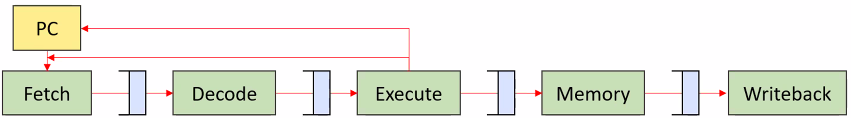 PC
Fetch
Decode
Execute
Memory
Writeback